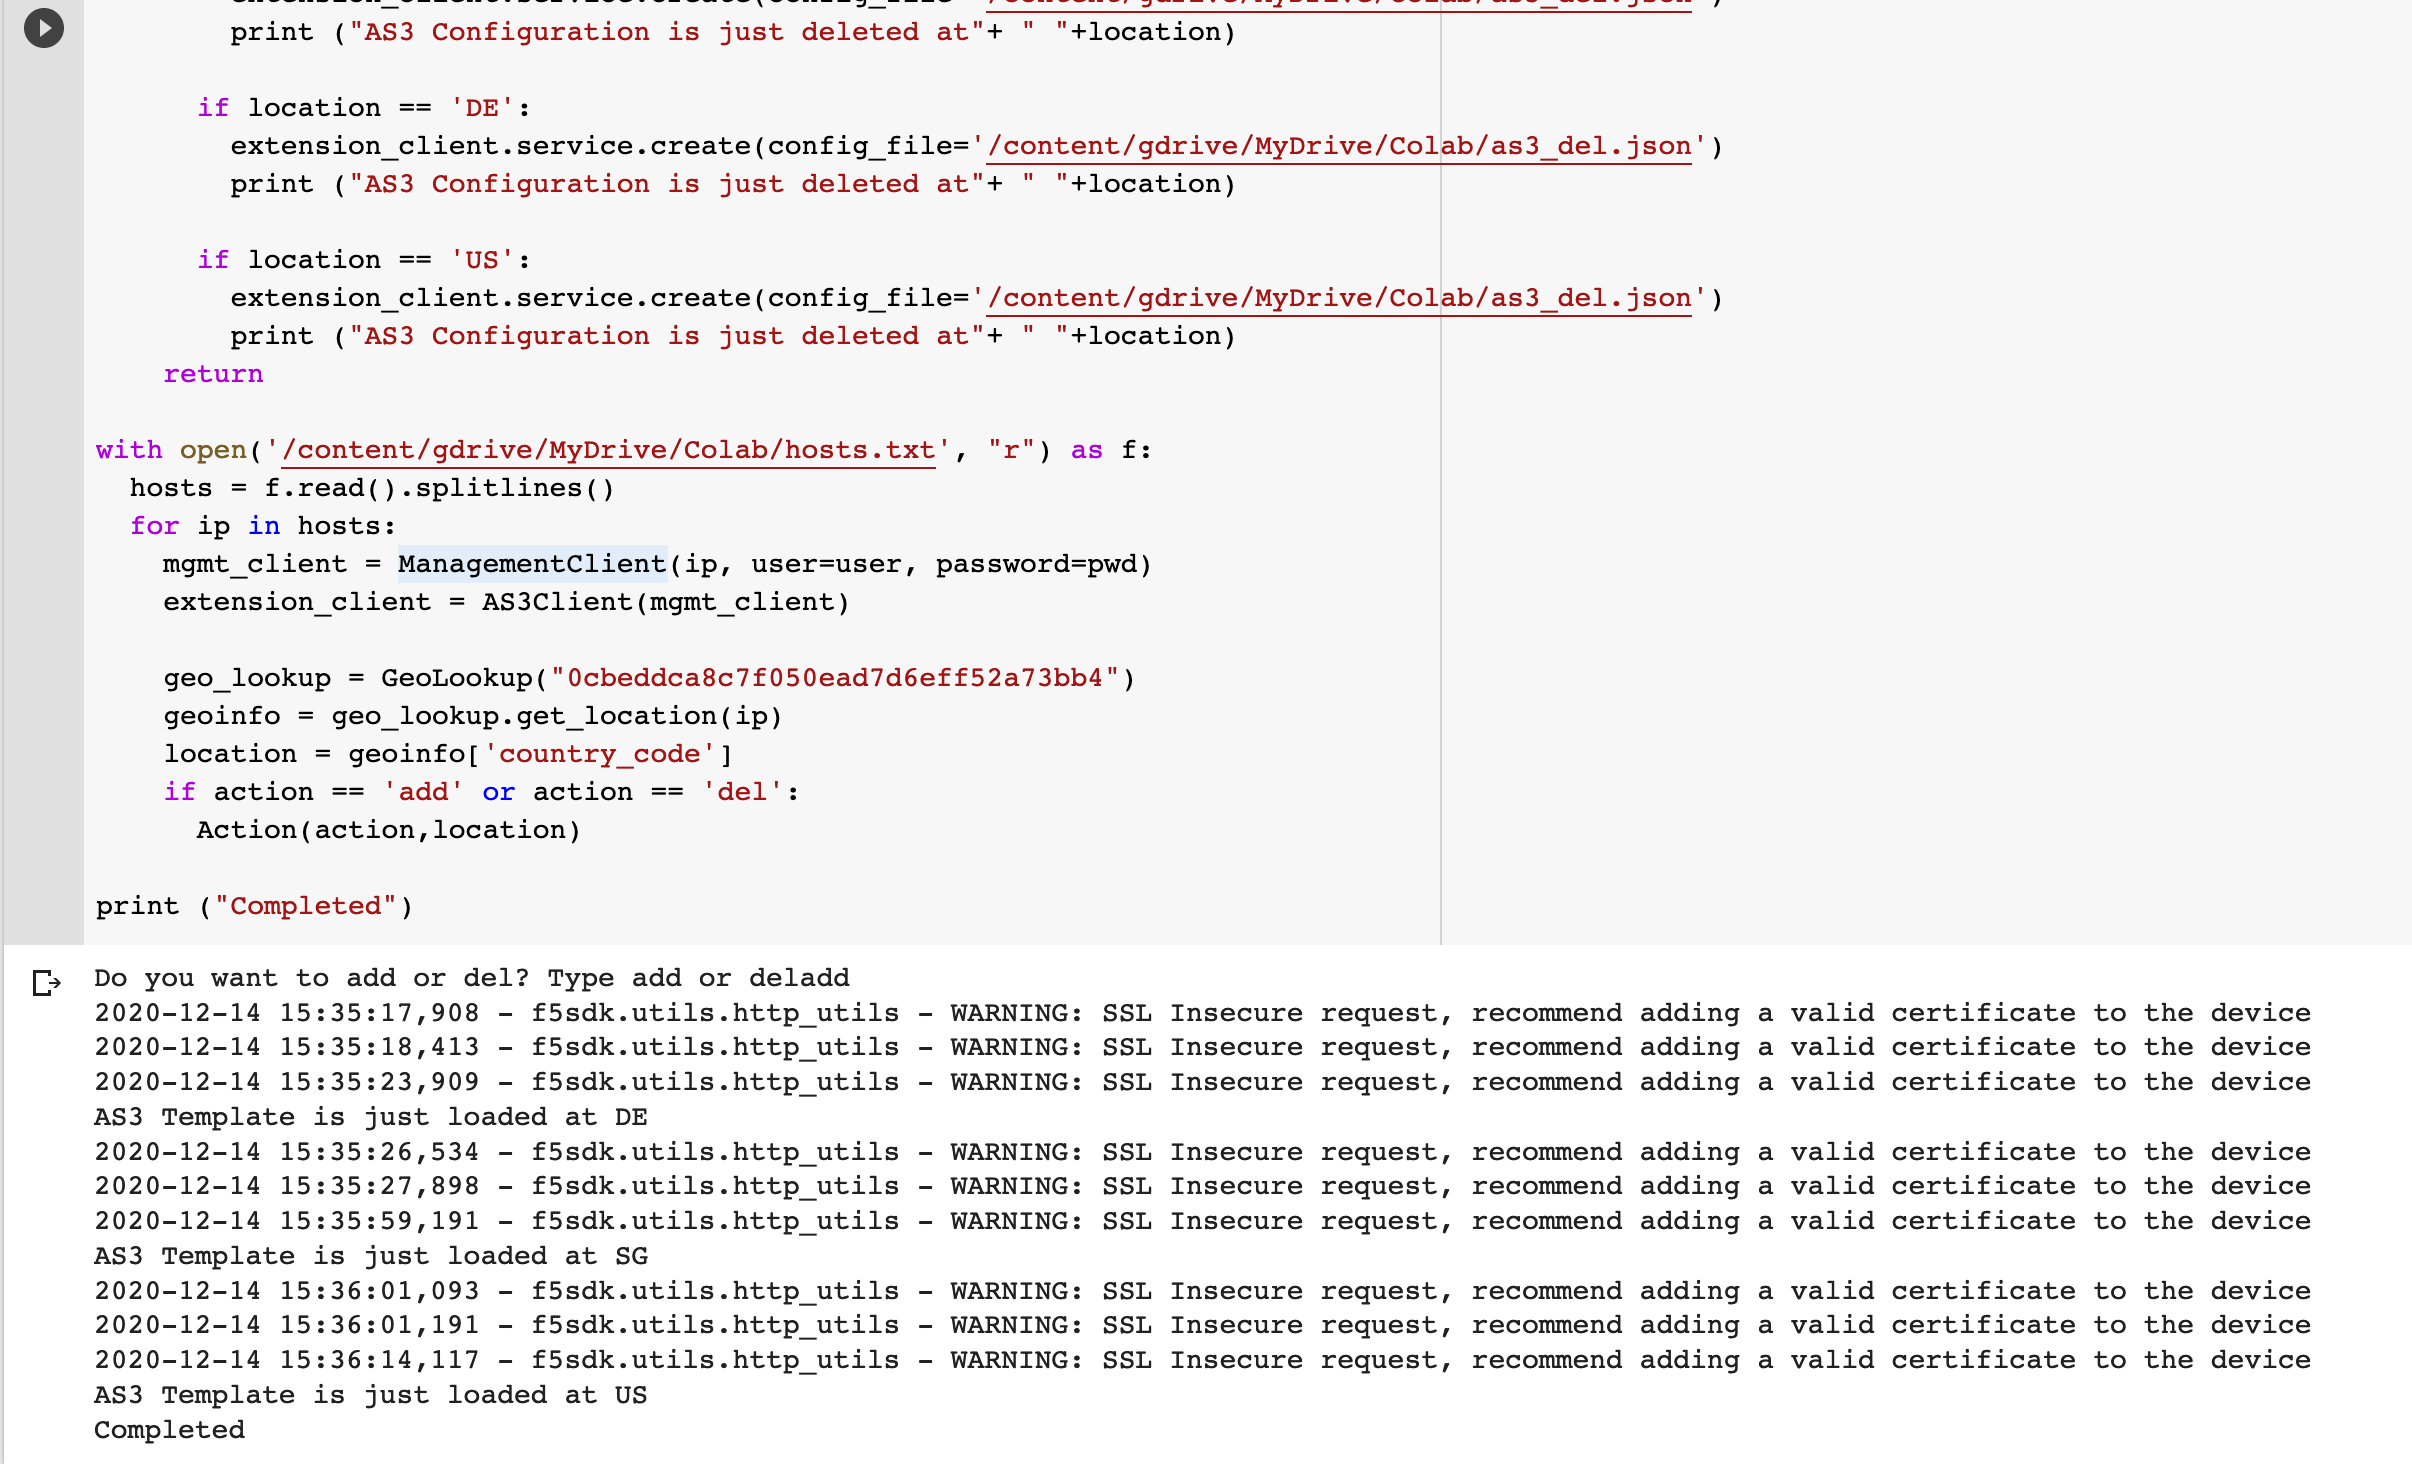 extension_client.service.create(config_file='/content/gdrive/MyDrive/Colab/as3_del.json')
print ("AS3 Configuration is just deleted at"+ " "+location)
if location == 'DE':
extension_client.service.create(config_file='/content/gdrive/MyDrive/Colab/as3_del.json')
print ("AS3 Configuration is just deleted at"+ " "+location)
if location == 'US':
extension_client.service.create(config_file='/content/gdrive/MyDrive/Colab/as3_del.json')
print ("AS3 Configuration is just deleted at"+ " "+location)
return
with open('/content/gdrive/MyDrive/Colab/hosts.txt', "r") as f:
hosts = f.read().splitlines()
for ip in hosts:
mgmt_client = ManagementClient(ip, user=user, password=pwd)
extension_client = AS3Client(mgmt_client)
geo_lookup = GeoLookup("0cbeddca8c7f050ead7d6eff52a73bb4")
geoinfo = geo_lookup.get_location(ip)
location = geoinfo['country_code']
if action == 'add' or action == 'del':
Action(action,location)
print ("Completed")
Do you want to add or del? Type add or deladd
2020-12-14 15:35:17,908 - f5sdk.utils.http_utils - WARNING: SSL Insecure request, recommend adding a valid certificate to the device
2020-12-14 15:35:18,413 - f5sdk.utils.http_utils - WARNING: SSL Insecure request, recommend adding a valid certificate to the device
2020-12-14 15:35:23,909 - f5sdk.utils.http_utils - WARNING: SSL Insecure request, recommend adding a valid certificate to the device
AS3 Template is just loaded at DE
2020-12-14 15:35:26,534 - f5sdk.utils.http_utils - WARNING: SSL Insecure request, recommend adding a valid certificate to the device
2020-12-14 15:35:27,898 - f5sdk.utils.http_utils - WARNING: SSL Insecure request, recommend adding a valid certificate to the device
2020-12-14 15:35:59,191 - f5sdk.utils.http_utils - WARNING: SSL Insecure request, recommend adding a valid certificate to the device
AS3 Template is just loaded at SG
2020-12-14 15:36:01,093 - f5sdk.utils.http_utils - WARNING: SSL Insecure request, recommend adding a valid certificate to the device
2020-12-14 15:36:01,191 - f5sdk.utils.http_utils - WARNING: SSL Insecure request, recommend adding a valid certificate to the device
2020-12-14 15:36:14,117 - f5sdk.utils.http_utils - WARNING: SSL Insecure request, recommend adding a valid certificate to the device
AS3 Template is just loaded at US
Completed